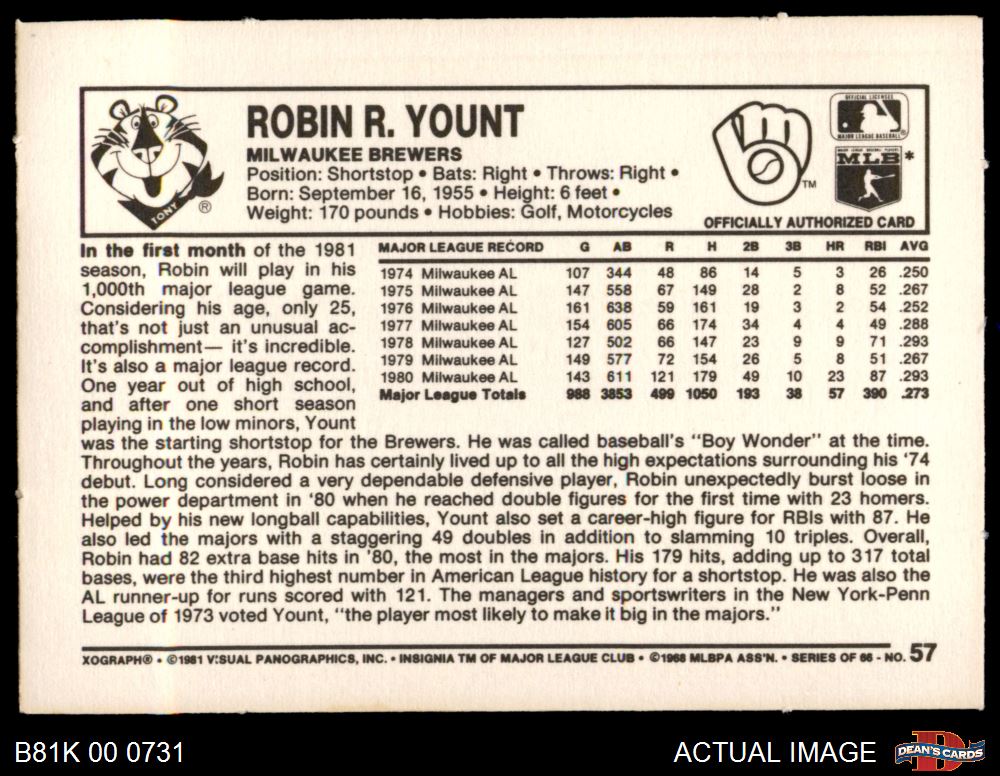 TONY
®
ROBIN R. YOUNT
MILWAUKEE BREWERS
Position: Shortstop • Bats: Right • Throws: Right •
Born: September 16, 1955 • Height: 6 feet •
Weight: 170 pounds • Hobbies: Golf, Motorcycles
TM
OFFICIAL LICENSEE
MAJOR LEAGUE BASEBALL
MLB *
OFFICIALLY AUTHORIZED CARD
In the first month of the 1981
season, Robin will play in his
1,000th major league game.
Considering his age, only 25,
that's not just an unusual ac-
complishment— it's incredible.
It's also a major league record.
One year out of high school,
and after one short season
playing in the low minors, Yount
MAJOR LEAGUE RECORD G AB R H 2B 3B HR RBI AVG
1974 Milwaukee AL 107 344 48 86 14 5 3 26 .250
1975 Milwaukee AL 147 558 67 149 28 2 8 52 .267
1976 Milwaukee AL 161 638 59 161 19 3 2 54 .252
1977 Milwaukee AL 154 605 66 174 34 4 4 49 .288
1978 Milwaukee AL 127 502 66 147 23 9 9 71 .293
1979 Milwaukee AL 149 577 72 154 26 5 8 51 .267
1980 Milwaukee AL 143 611 121 179 49 10 23 87 .293
Major League Totals 988 3853 499 1050 193 38 57 390 .273
was the starting shortstop for the Brewers. He was called baseball's "Boy Wonder" at the time.
Throughout the years, Robin has certainly lived up to all the high expectations surrounding his '74
debut. Long considered a very dependable defensive player, Robin unexpectedly burst loose in
the power department in '80 when he reached double figures for the first time with 23 homers.
Helped by his new longball capabilities, Yount also set a career-high figure for RBIs with 87. He
also led the majors with a staggering 49 doubles in addition to slamming 10 triples. Overall,
Robin had 82 extra base hits in '80, the most in the majors. His 179 hits, adding up to 317 total
bases, were the third highest number in American League history for a shortstop. He was also the
AL runner-up for runs scored with 121. The managers and sportswriters in the New York-Penn
League of 1973 voted Yount, "the player most likely to make it big in the majors."
XOGRAPH® • ©1981 VISUAL PANOGRAPHICS, INC. • INSIGNIA TM OF MAJOR LEAGUE CLUB • ©1968 MLBPA ASS'N. • SERIES OF 66 - NO. 57
B81K 00 0731
ACTUAL IMAGE
DEAN'S CARDS